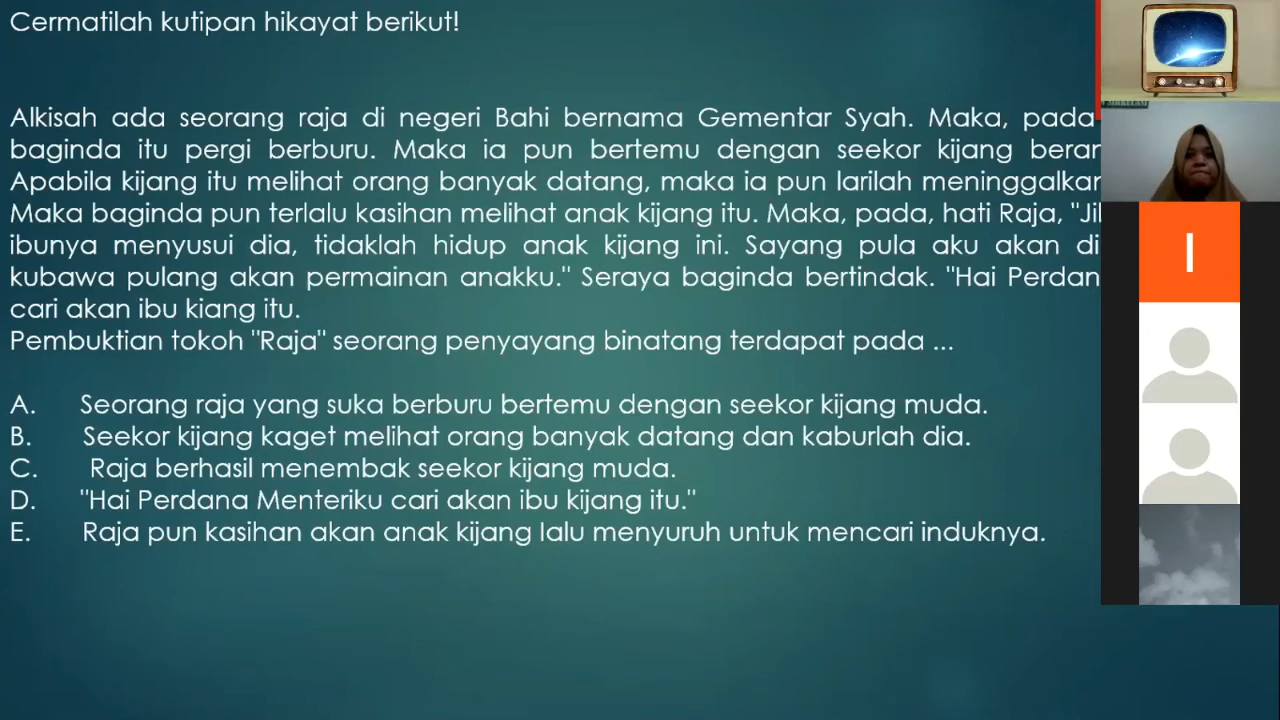 Cermatilah kutipan hikayat berikut!
Alkisah ada seorang raja di negeri Bahi bernama Gementar Syah. Maka, pada
baginda itu pergi berburu. Maka ia pun bertemu dengan seekor kijang
Apabila kijang itu melihat orang banyak datang, maka ia pun larilah
Maka baginda pun terlalu kasihan melihat anak kijang itu. Maka, pada, hati Raja,
ibunya menyusui dia, tidaklah hidup anak kijang ini. Sayang pula aku akan di
kubawa pulang akan permainan anakku." Seraya baginda bertindak. "Hai
cari akan ibu kiang itu.
Pembuktian tokoh "Raja" seorang penyayang binatang terdapat pada ...
A. Seorang raja yang suka berburu bertemu dengan seekor kijang muda.
B. Seekor kijang kaget melihat orang banyak datang dan kaburlah dia.
C. Raja berhasil menembak seekor kijang muda.
D. "Hai Perdana Menteriku cari akan ibu kijang itu."
E. Raja pun kasihan akan anak kijang lalu menyuruh untuk mencari induknya.
I